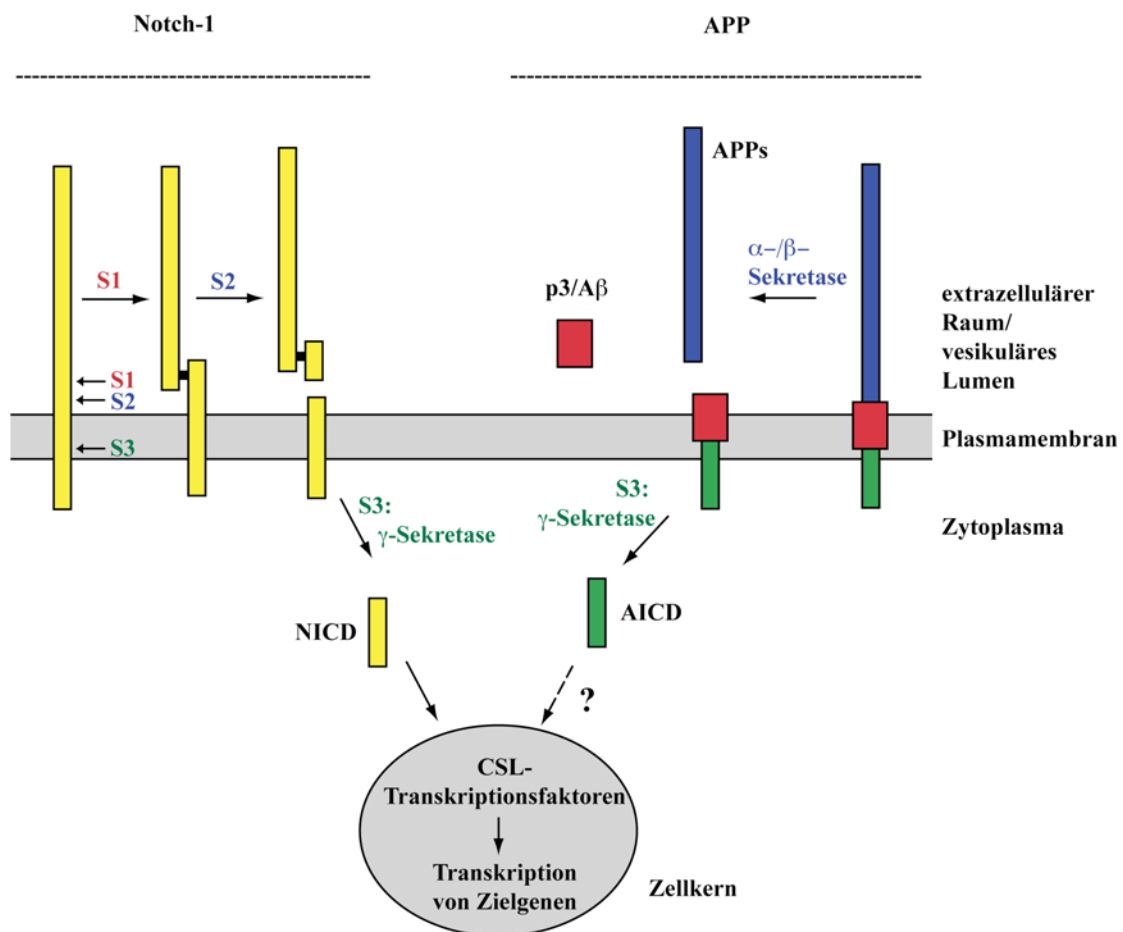 Notch-1
APP
APPs
S1
S2
α-/β-
Sekretase
p3/Aβ
extrazellulärer
Raum/
vesikuläres
Lumen
S1
S2
S3
Plasmamembran
S3:
γ-Sekretase
S3:
γ-Sekretase
Zytoplasma
NICD
AICD
?
CSL-
Transkriptionsfaktoren
Transkription
von Zielgenen
Zellkern